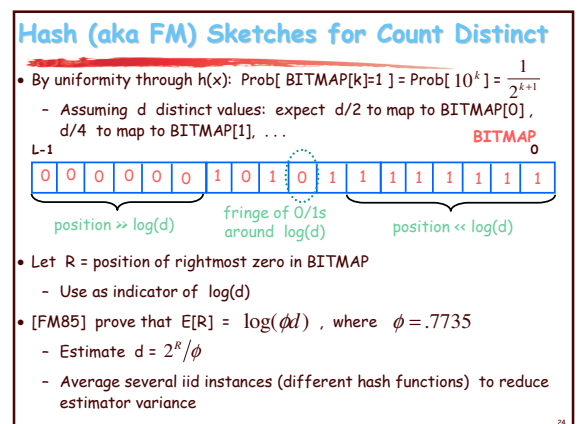 Hash (aka FM) Sketches for Count Distinct
• By uniformity through h(x): Prob[ BITMAP[k]=1 ] = Prob[ 10^k ] = 1/2^{k+1}
– Assuming d distinct values: expect d/2 to map to BITMAP[0] ,
d/4 to map to BITMAP[1], . . .
BITMAP
L-1 0
0 0 0 0 0 0 1 0 1 0 1 1 1 1 1 1 1 1
position >> log(d)
fringe of 0/1s
around log(d)
position << log(d)
• Let R = position of rightmost zero in BITMAP
– Use as indicator of log(d)
• [FM85] prove that E[R] = log(ϕd) , where ϕ = .7735
– Estimate d = 2^R/ϕ
– Average several iid instances (different hash functions) to reduce
estimator variance
24